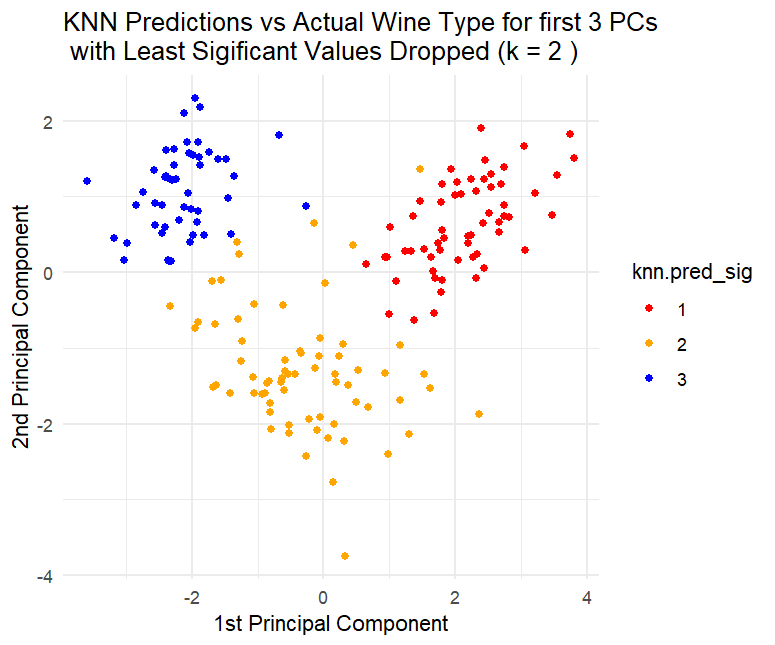 KNN Predictions vs Actual Wine Type for first 3 PCs
with Least Sigificant Values Dropped (k = 2 )
2nd Principal Component
2
0
-2
-4
-2
0
2
4
1st Principal Component
knn.pred_sig
1
2
3